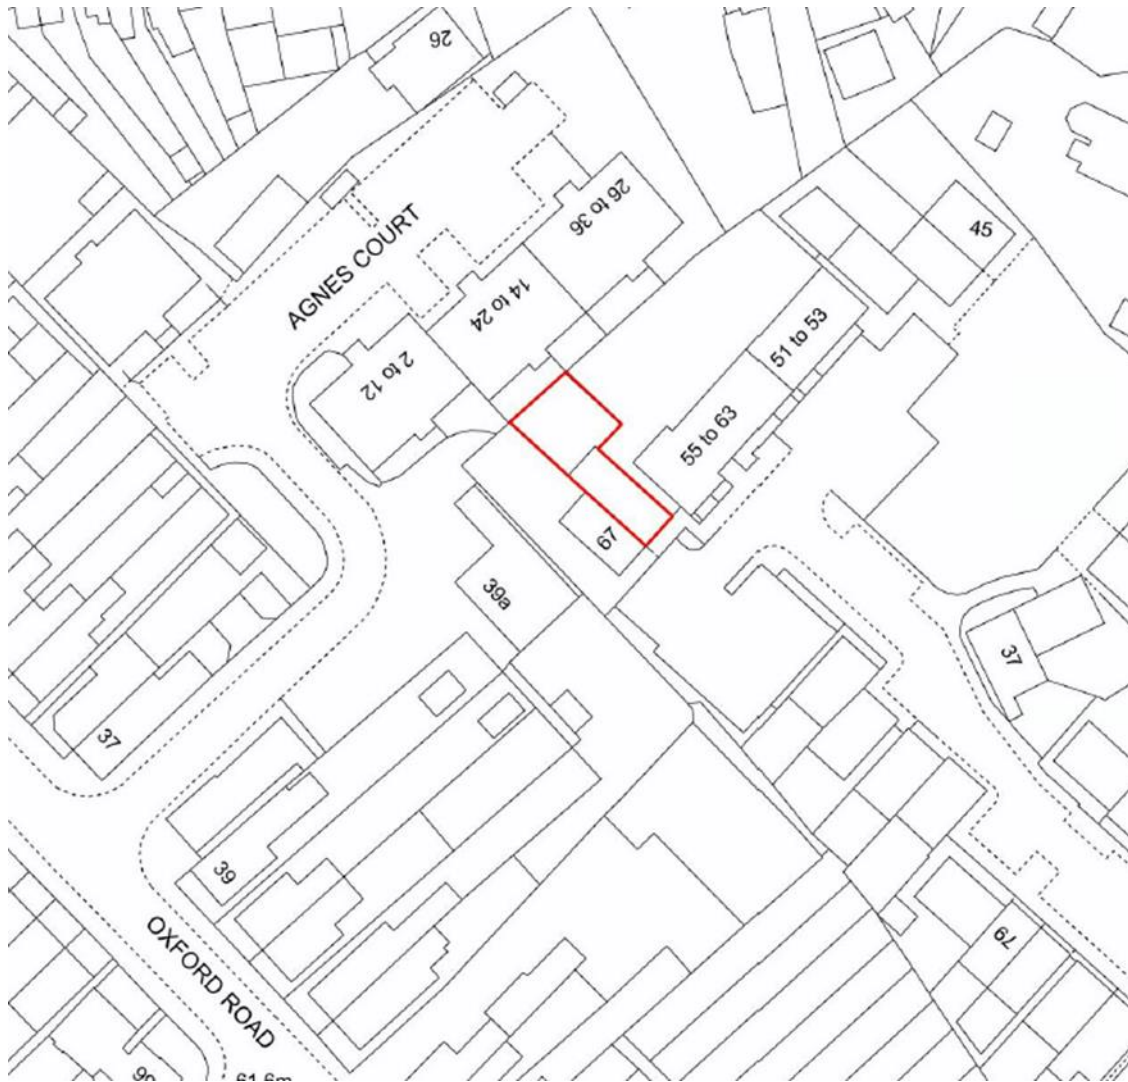 26
AGNES COURT
26 to 36
14 to 24
2 to 12
45
51 to 53
55 to 63
67
39a
37
37
39
79
OXFORD ROAD
61.6m